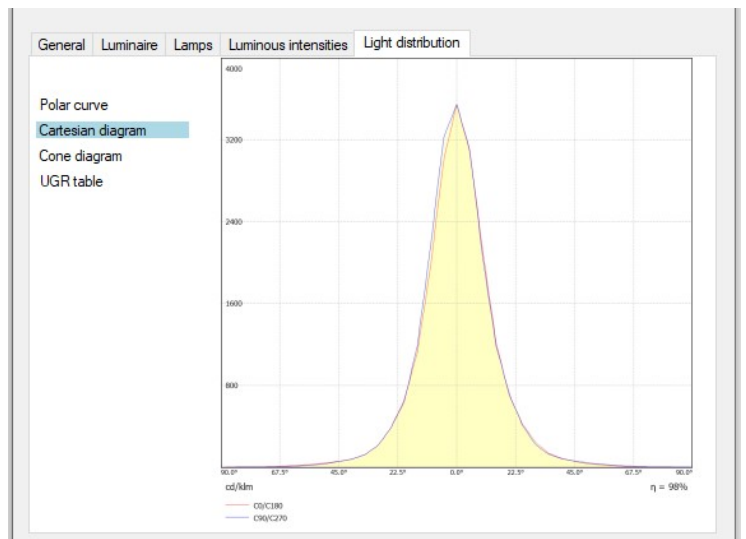 General Luminaire Lamps Luminous intensities Light distribution
Polar curve
Cartesian diagram
Cone diagram
UGR table
4000
3200
2400
1600
800
90.0° 67.5° 45.0° 22.5° 0.0° 22.5° 45.0° 67.5° 90.0°
cd/klm η = 98%
C0/C180
C90/C270